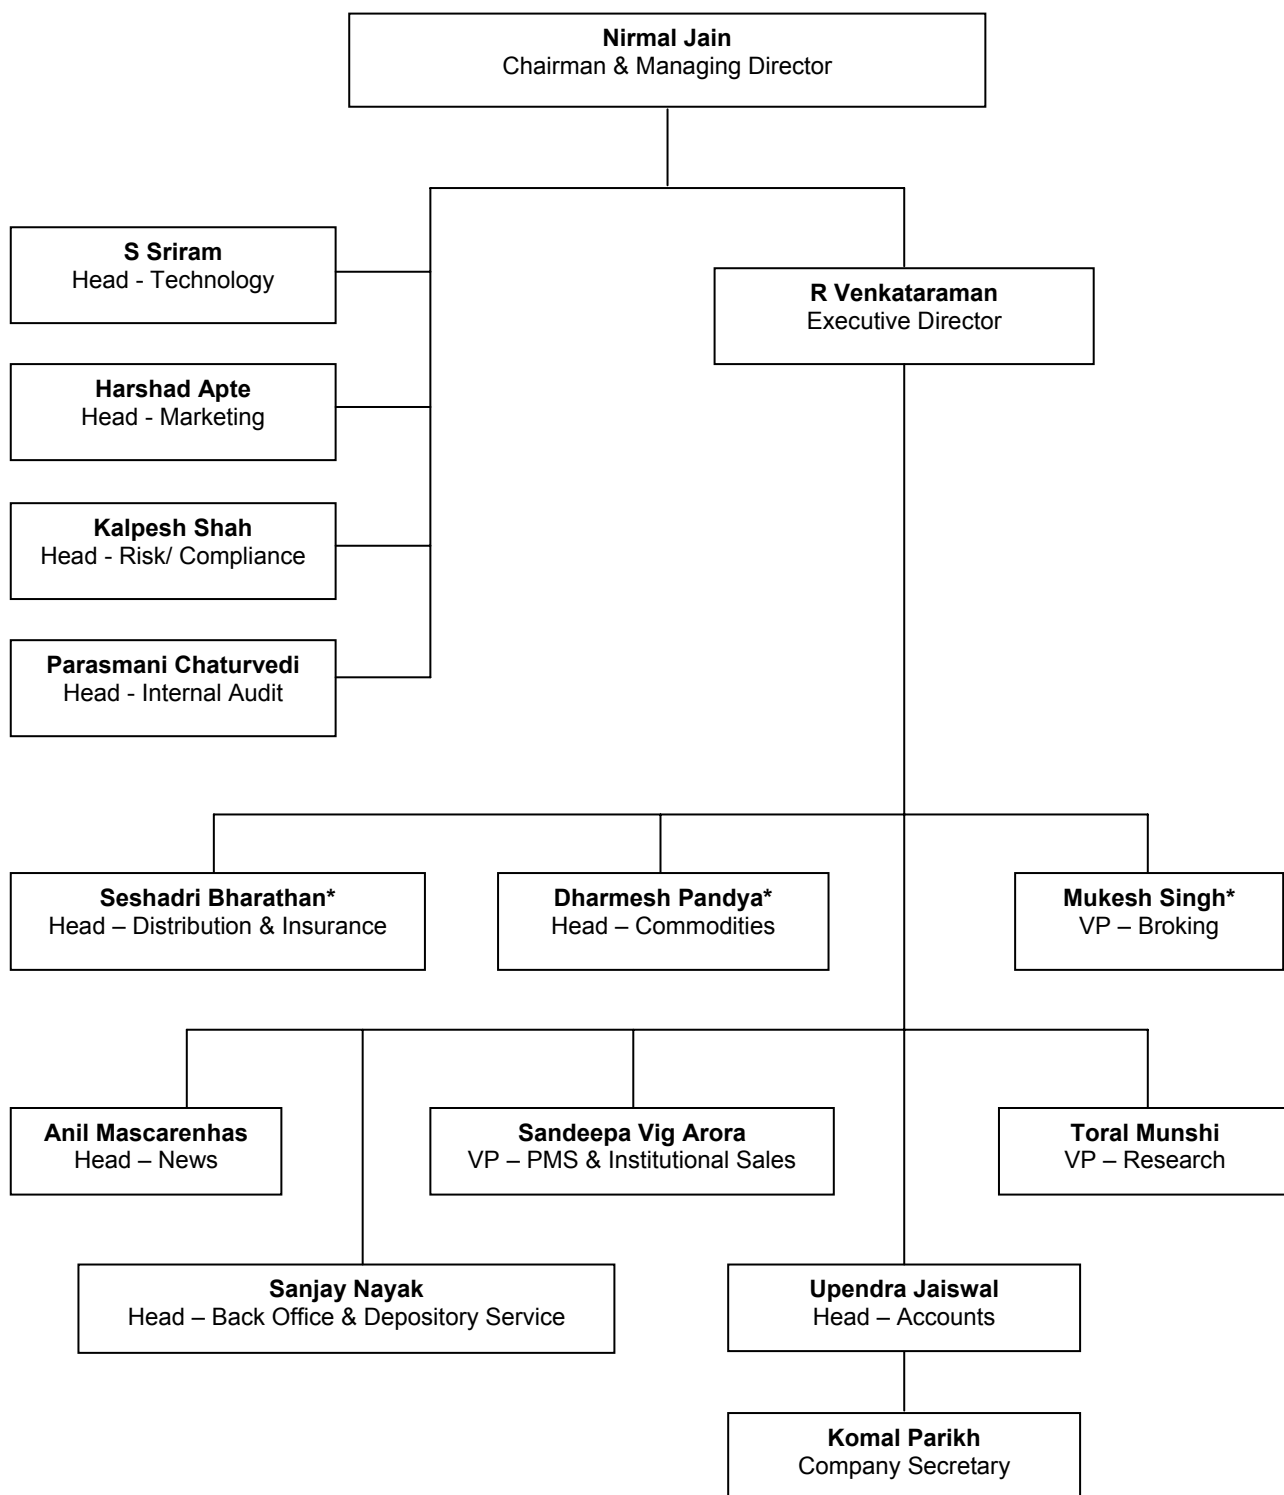 Nirmal Jain
Chairman & Managing Director
S Sriram
Head - Technology
R Venkataraman
Executive Director
Harshad Apte
Head - Marketing
Kalpesh Shah
Head - Risk/ Compliance
Parasmani Chaturvedi
Head - Internal Audit
Seshadri Bharathan*
Head – Distribution & Insurance
Dharmesh Pandya*
Head – Commodities
Mukesh Singh*
VP – Broking
Anil Mascarenhas
Head – News
Sandeepa Vig Arora
VP – PMS & Institutional Sales
Toral Munshi
VP – Research
Sanjay Nayak
Head – Back Office & Depository Service
Upendra Jaiswal
Head – Accounts
Komal Parikh
Company Secretary